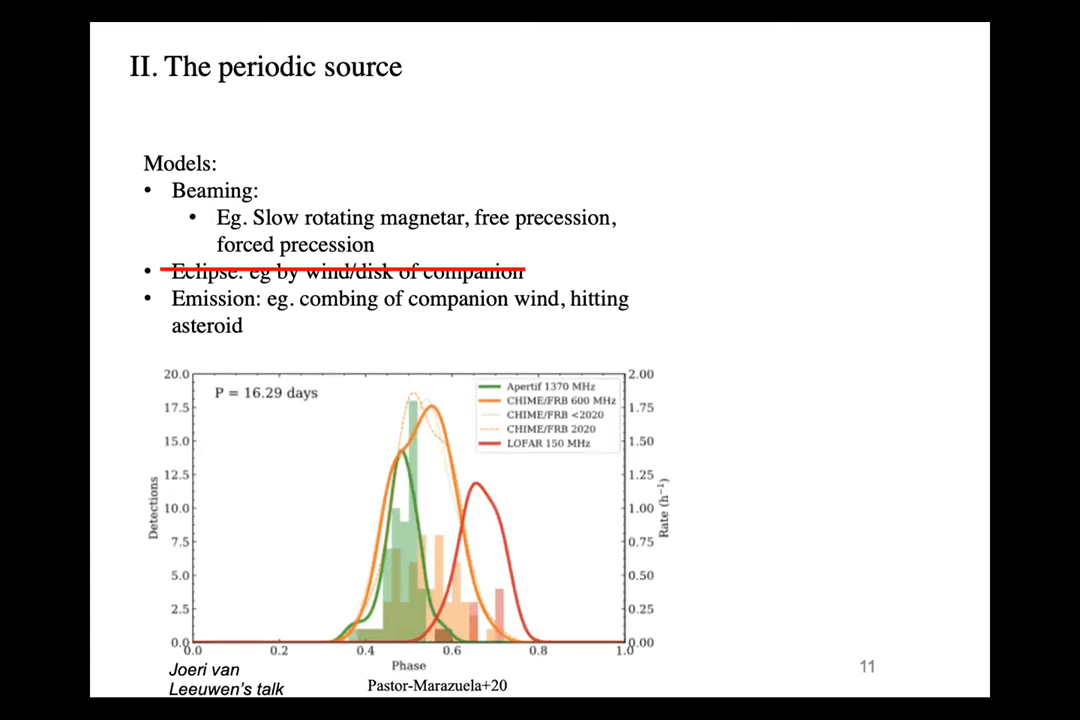 II. The periodic source
Models:
• Beaming:
• Eg. Slow rotating magnetar, free precession,
forced precession
• Eclipse: eg by wind/disk of companion
• Emission: eg. combing of companion wind, hitting
asteroid
20.0
17.5
15.0
12.5
10.0
7.5
5.0
2.5
0.0
Detections
P = 16.29 days
Apertif 1370 MHz
CHIME/FRB 600 MHz
CHIME/FRB <2020
CHIME/FRB 2020
LOFAR 150 MHz
2.00
1.75
1.50
1.25
1.00
0.75
0.50
0.25
0.00
Rate (h⁻¹)
0.0 0.2 0.4 0.6 0.8 1.0
Phase
Joeri van
Leeuwen's talk
Pastor-Marazuela+20
11